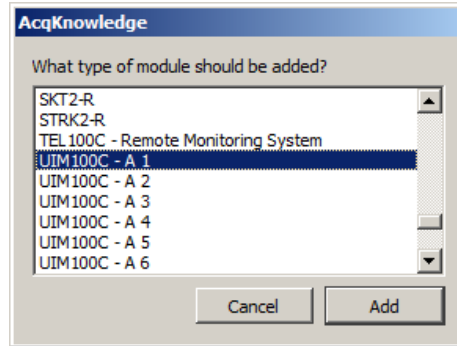 AcqKnowledge
What type of module should be added?
SKT2-R
STRK2-R
TEL100C - Remote Monitoring System
UIM100C - A 1
UIM100C - A 2
UIM100C - A 3
UIM100C - A 4
UIM100C - A 5
UIM100C - A 6
Cancel Add